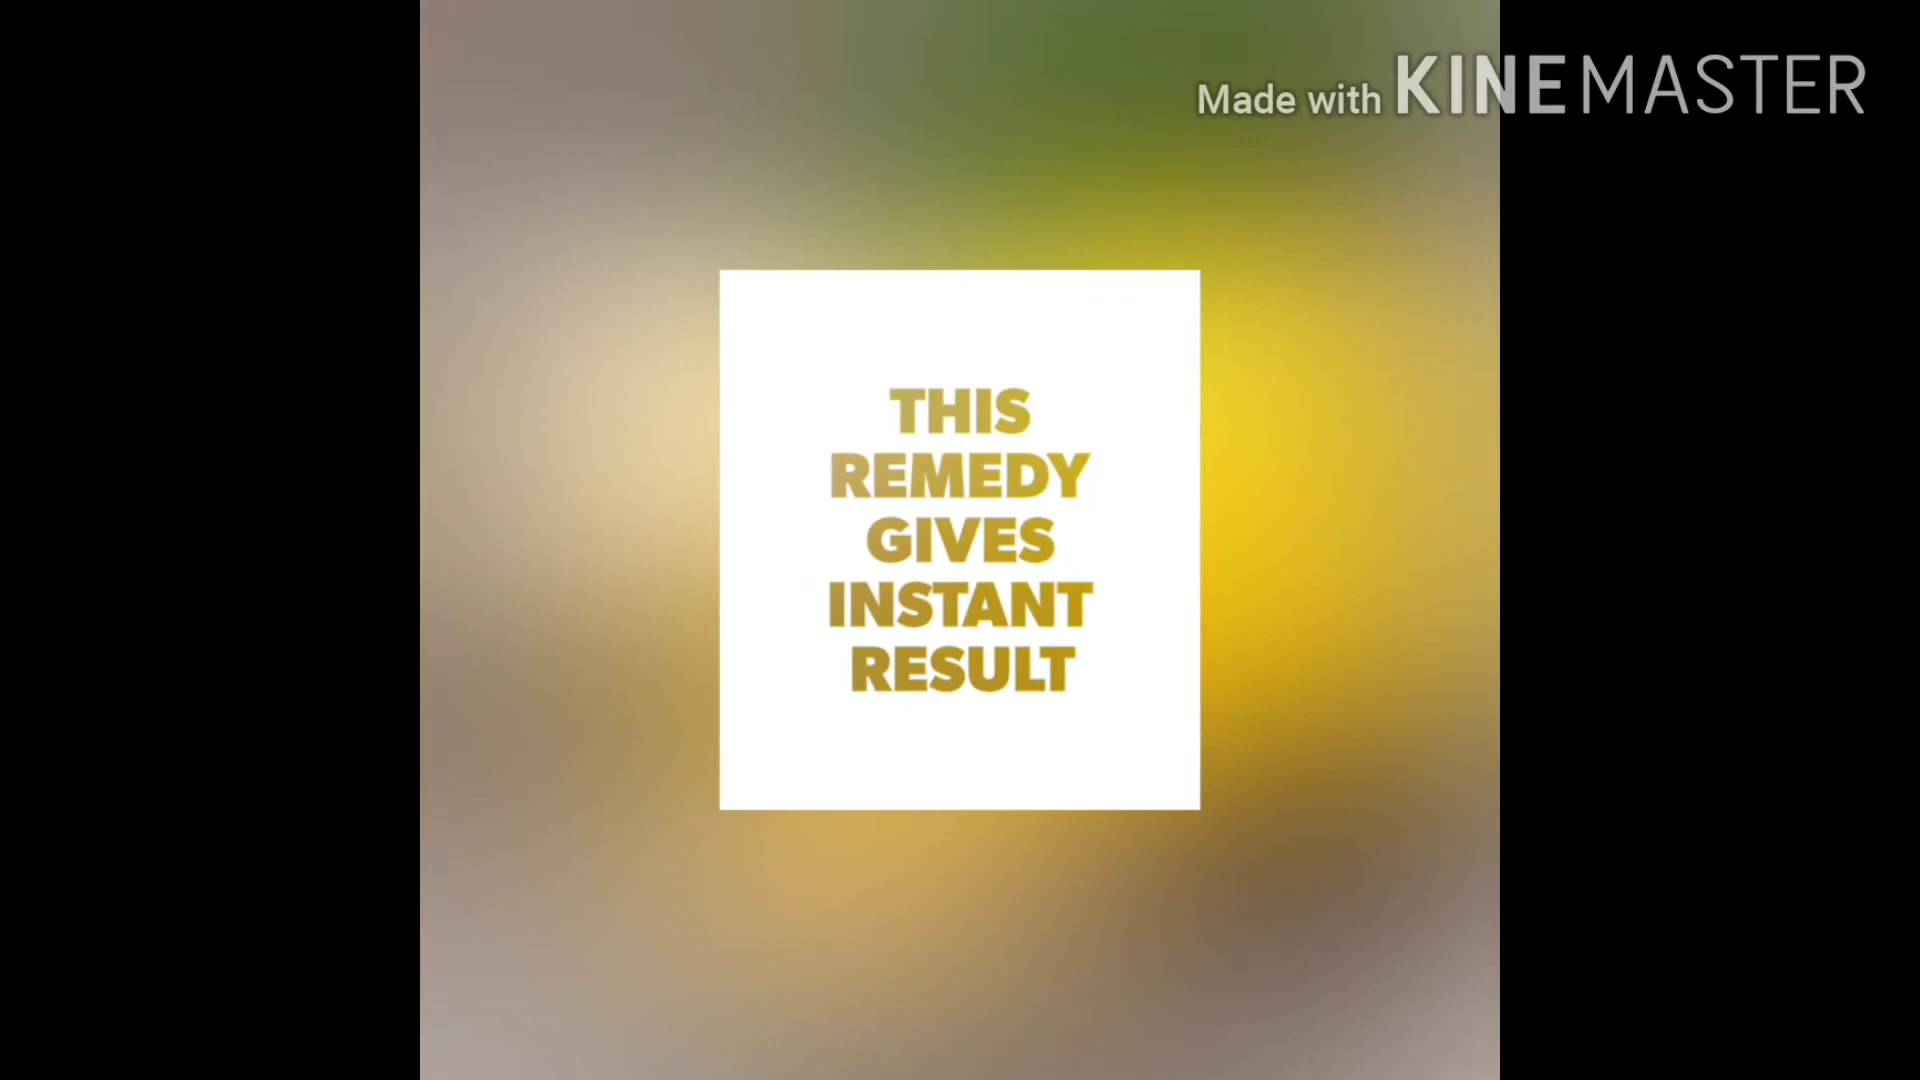 Made with KINEMASTER
THIS
REMEDY
GIVES
INSTANT
RESULT